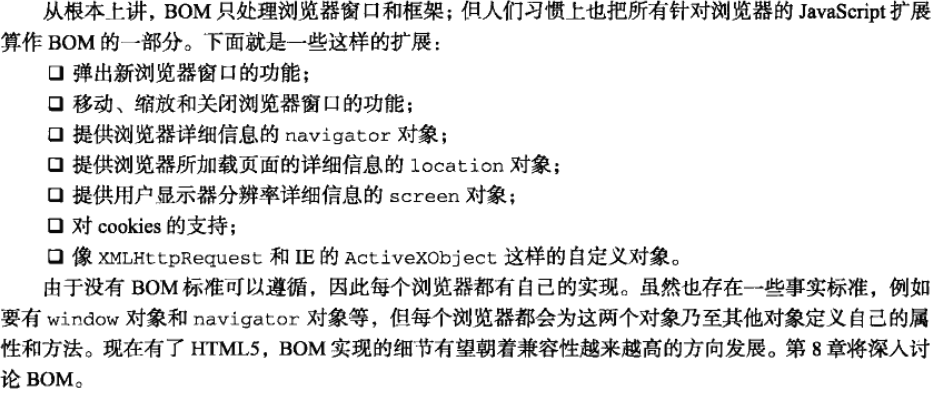 从根本上讲，BOM 只处理浏览器窗口和框架；但人们习惯上也把所有针对浏览器的 JavaScript 扩展
算作 BOM 的一部分。下面就是一些这样的扩展：
❑ 弹出新浏览器窗口的功能；
❑ 移动、缩放和关闭浏览器窗口的功能；
❑ 提供浏览器详细信息的 navigator 对象；
❑ 提供浏览器所加载页面的详细信息的 location 对象；
❑ 提供用户显示器分辨率详细信息的 screen 对象；
❑ 对 cookies 的支持；
❑ 像 XMLHttpRequest 和 IE 的 ActiveXObject 这样的自定义对象。
由于没有 BOM 标准可以遵循，因此每个浏览器都有自己的实现。虽然也存在一些事实标准，例如
要有 window 对象和 navigator 对象等，但每个浏览器都会为这两个对象乃至其他对象定义自己的属
性和方法。现在有了 HTML5，BOM 实现的细节有望朝着兼容性越来越高的方向发展。第 8 章将深入讨
论 BOM。